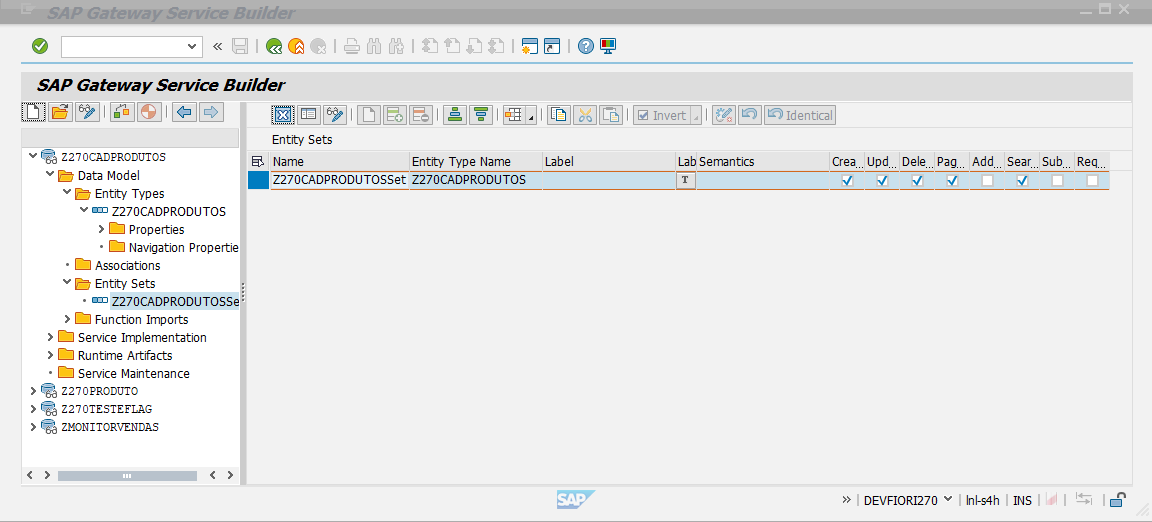 SAP Gateway Service Builder
SAP Gateway Service Builder
Invert
Identical
Entity Sets
Name Entity Type Name Label Lab Semantics Crea... Upd... Dele... Pag... Add... Sear... Sub... Req...
Z270CADPRODUTOSSet Z270CADPRODUTOS T
Z270CADPRODUTOS
Data Model
Entity Types
Z270CADPRODUTOS
Properties
Navigation Propertie
Associations
Entity Sets
Z270CADPRODUTOSSe
Function Imports
Service Implementation
Runtime Artifacts
Service Maintenance
Z270PRODUTO
Z270TESTEFLAG
ZMONITORVENDAS
SAP
DEVFIORI270 lnl-s4h INS